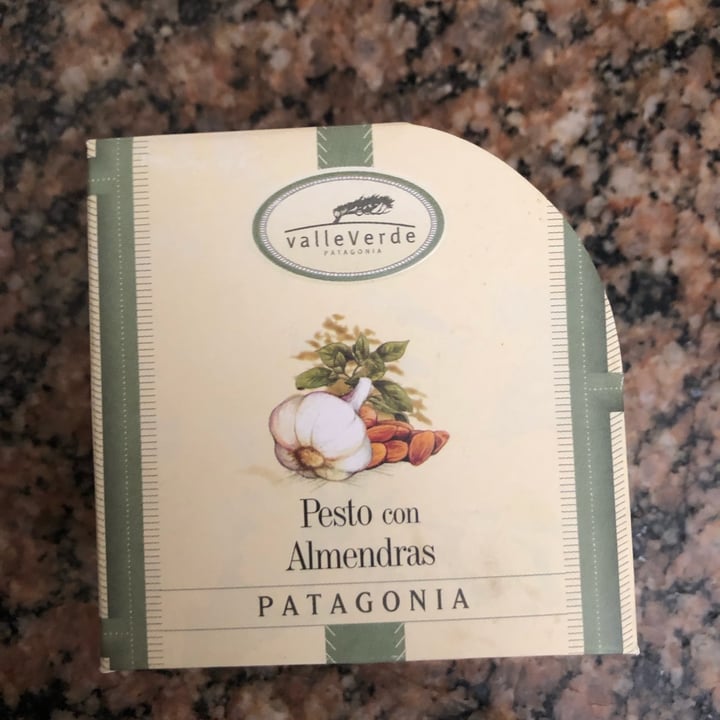 valleVerde
PATAGONIA
Pesto con
Almendras
PATAGONIA